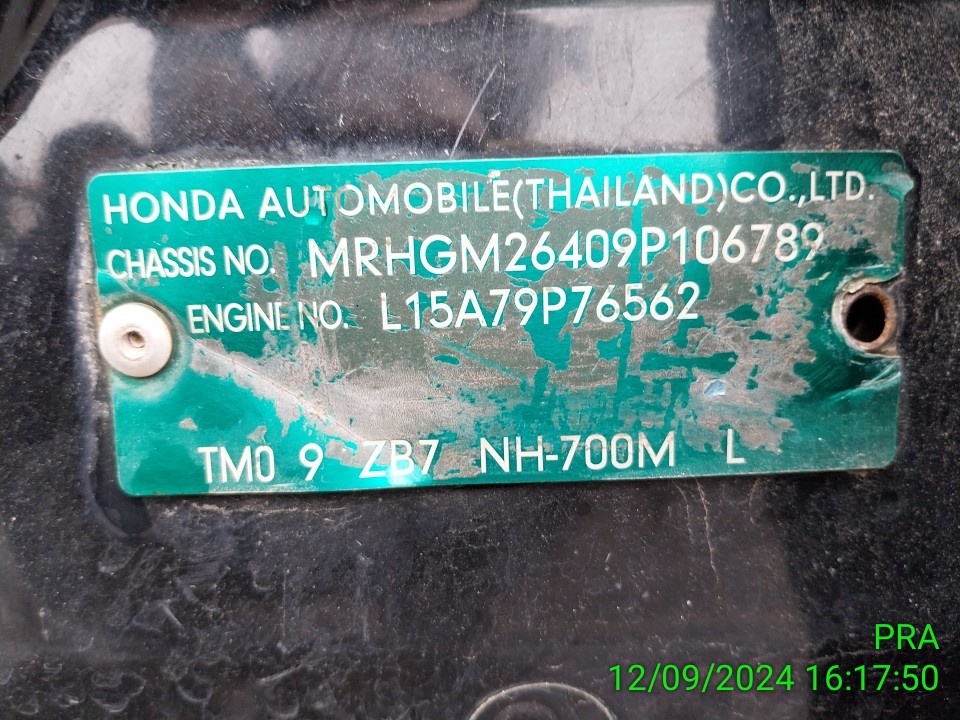 HONDA AUTOMOBILE(THAILAND)CO.,LTD.
CHASSIS NO. MRHGM26409P106789
ENGINE NO. L15A79P76562
TM0 9 ZB7 NH-700M L
PRA
12/09/2024 16:17:50